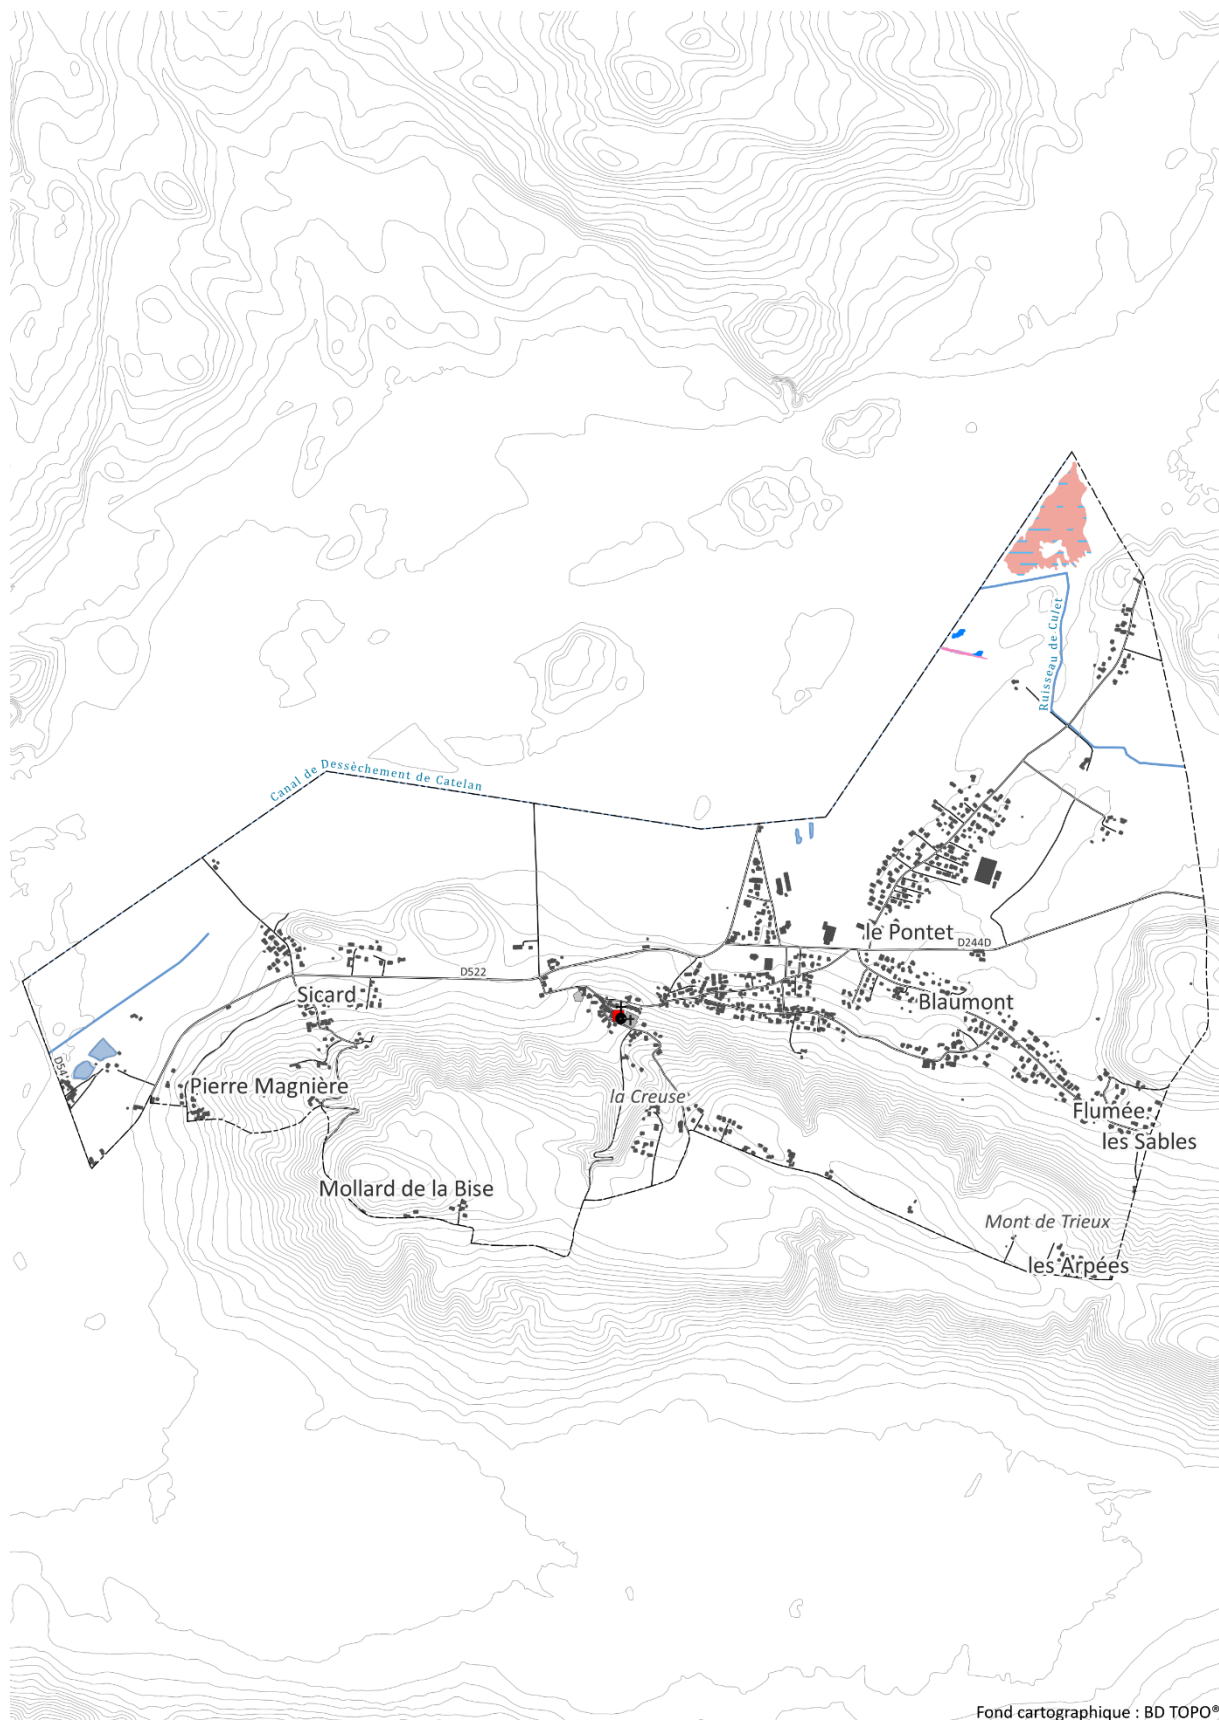 Ruisseau de Culet
Canal de Dessèchement de Catelan
le Pontet
D244D
D522
Sicard
Blaumont
D54
Pierre Magnière
la Creuse
Flumée
les Sables
Mollard de la Bise
Mont de Trieux
les Arpées
Fond cartographique : BD TOPO®